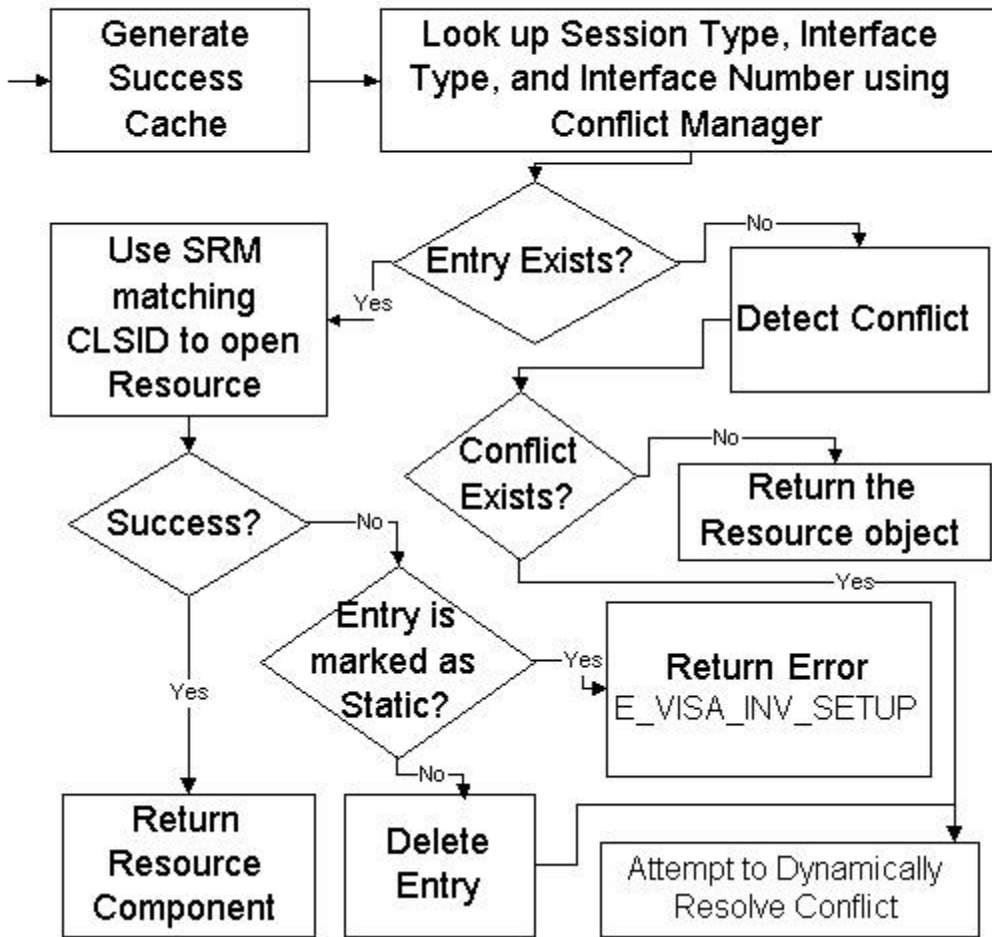 Generate
Success
Cache
Look up Session Type, Interface
Type, and Interface Number using
Conflict Manager
Entry Exists?
No
Yes
Use SRM
matching
CLSID to open
Resource
Detect Conflict
Conflict
Exists?
No
Return the
Resource object
Yes
Success?
No
Yes
Entry is
marked as
Static?
Yes
Return Error
E_VISA_INV_SETUP
No
Return
Resource
Component
Delete
Entry
Attempt to Dynamically
Resolve Conflict